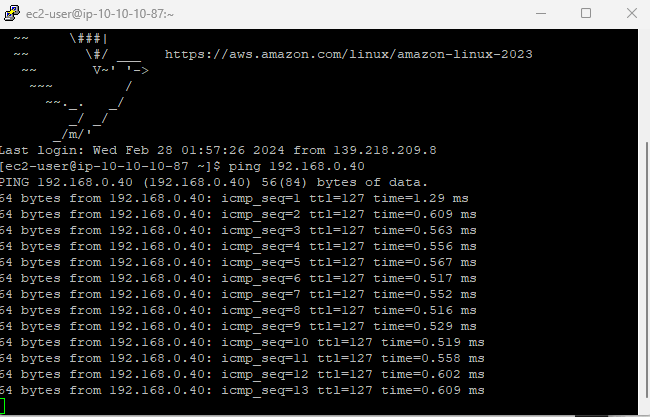 ec2-user@ip-10-10-10-87:~
~~     \###|
~~       \#/ ___   https://aws.amazon.com/linux/amazon-linux-2023
~~       V~' '->
~~~         /
~~._.   _/
_/ _/
_/m/'
Last login: Wed Feb 28 01:57:26 2024 from 139.218.209.8
[ec2-user@ip-10-10-10-87 ~]$ ping 192.168.0.40
PING 192.168.0.40 (192.168.0.40) 56(84) bytes of data.
64 bytes from 192.168.0.40: icmp_seq=1 ttl=127 time=1.29 ms
64 bytes from 192.168.0.40: icmp_seq=2 ttl=127 time=0.609 ms
64 bytes from 192.168.0.40: icmp_seq=3 ttl=127 time=0.563 ms
64 bytes from 192.168.0.40: icmp_seq=4 ttl=127 time=0.556 ms
64 bytes from 192.168.0.40: icmp_seq=5 ttl=127 time=0.567 ms
64 bytes from 192.168.0.40: icmp_seq=6 ttl=127 time=0.517 ms
64 bytes from 192.168.0.40: icmp_seq=7 ttl=127 time=0.552 ms
64 bytes from 192.168.0.40: icmp_seq=8 ttl=127 time=0.516 ms
64 bytes from 192.168.0.40: icmp_seq=9 ttl=127 time=0.529 ms
64 bytes from 192.168.0.40: icmp_seq=10 ttl=127 time=0.519 ms
64 bytes from 192.168.0.40: icmp_seq=11 ttl=127 time=0.558 ms
64 bytes from 192.168.0.40: icmp_seq=12 ttl=127 time=0.602 ms
64 bytes from 192.168.0.40: icmp_seq=13 ttl=127 time=0.609 ms